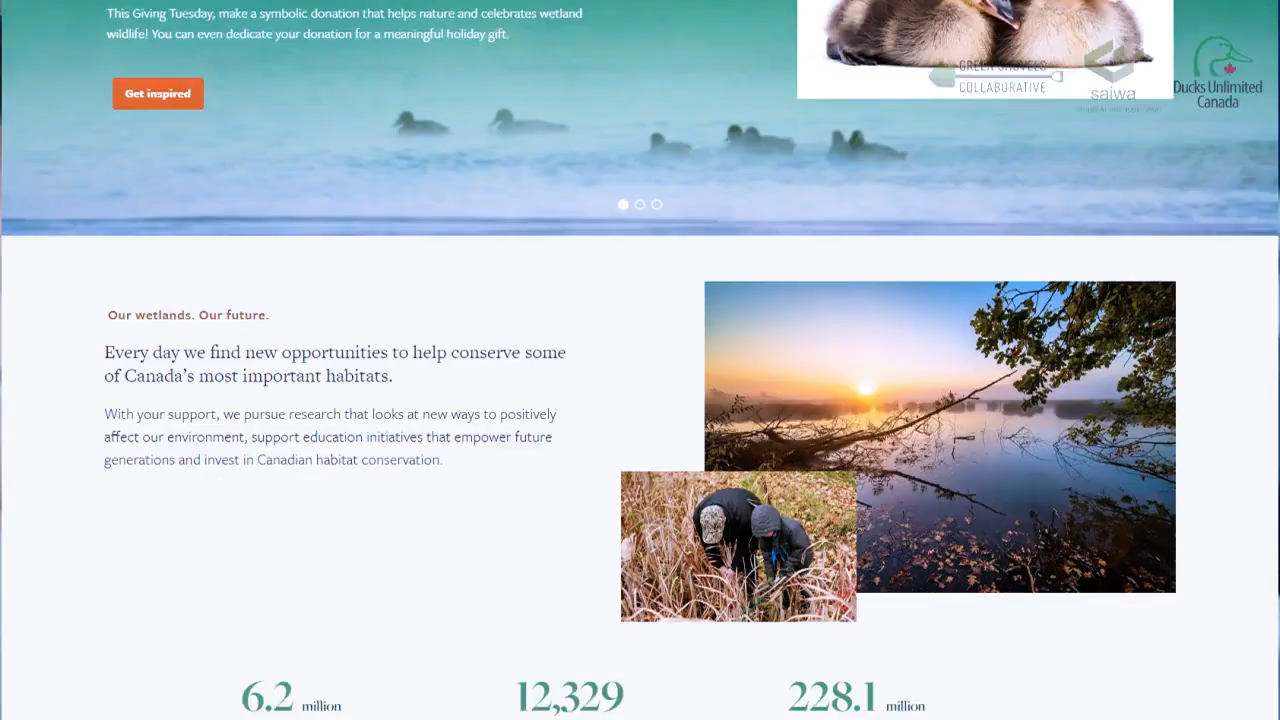 This Giving Tuesday, make a symbolic donation that helps nature and celebrates wetland
wildlife! You can even dedicate your donation for a meaningful holiday gift.
Get inspired
GREEN SHOVELS
COLLABORATIVE
saiwa
Ducks Unlimited
Canada
Our wetlands. Our future.
Every day we find new opportunities to help conserve some
of Canada's most important habitats.
With your support, we pursue research that looks at new ways to positively
affect our environment, support education initiatives that empower future
generations and invest in Canadian habitat conservation.
6.2 million
12,329
228.1 million